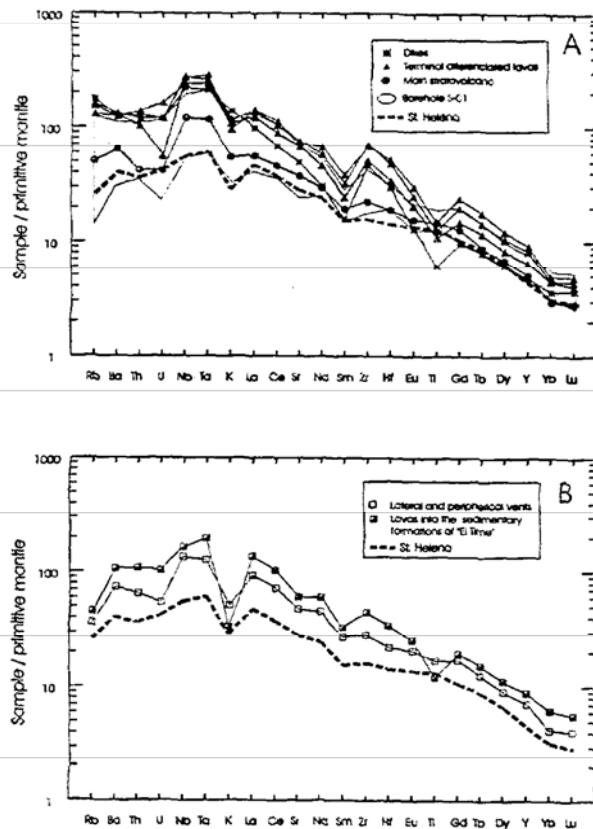 1000
A
Dikes
Terminal differenciated lavas
Main stratovolcano
Borehole S-01
St. Helena
100
10
1
Sample / primitive mantle
Rb Ba Th U Nb Ta K La Ce Sr Nd Sm Zr Hf Eu Ti Gd Tb Dy Y Yb Lu
1000
B
Lateral and peripherical vents
Lavas into the sedimentary
formations of "El Time"
St. Helena
100
10
1
Sample / primitive mantle
Rb Ba Th U Nb Ta K La Ce Sr Nd Sm Zr Hf Eu Ti Gd Tb Dy Y Yb Lu